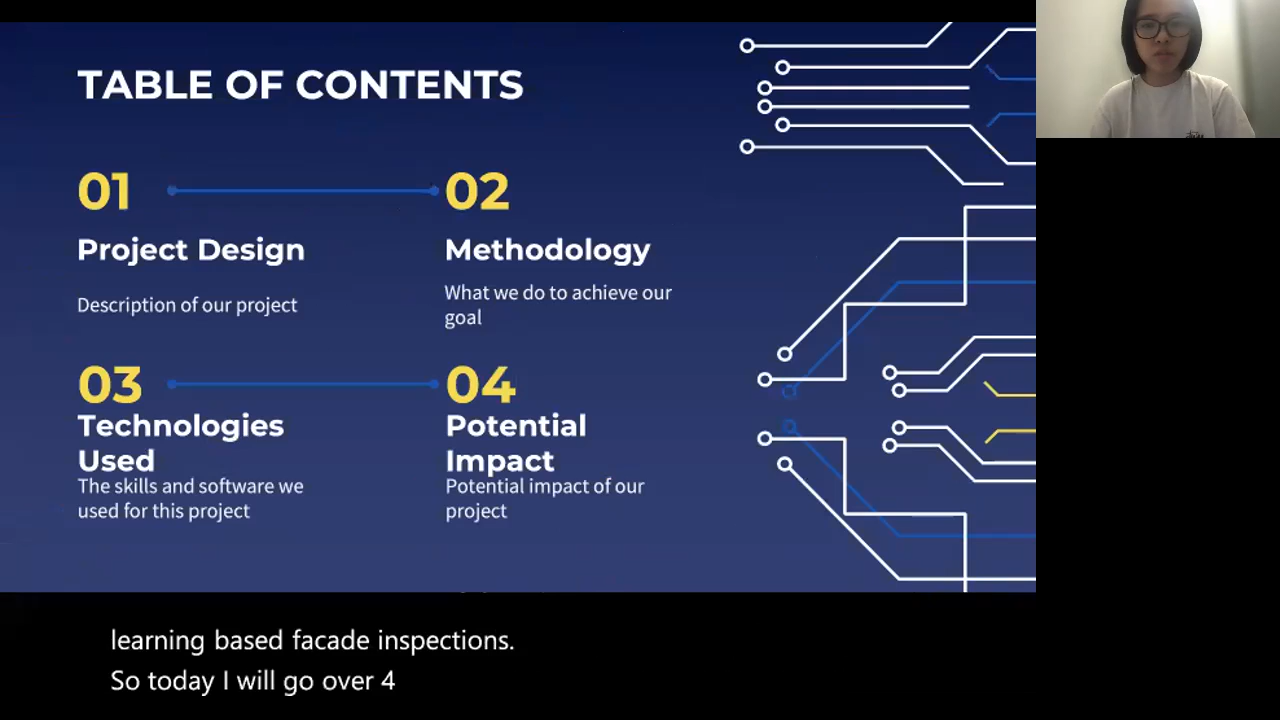 TABLE OF CONTENTS
01
02
Project Design
Methodology
Description of our project
What we do to achieve our
goal
03
04
Technologies
Used
Potential
Impact
The skills and software we
used for this project
Potential impact of our
project
learning based facade inspections.
So today I will go over 4